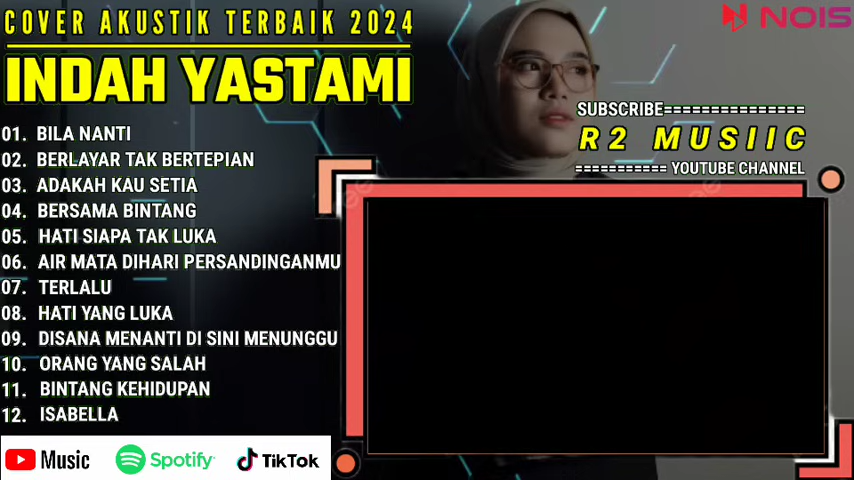 COVER AKUSTIK TERBAIK 2024
INDAH YASTAMI
01. BILA NANTI
02. BERLAYAR TAK BERTEPIAN
03. ADAKAH KAU SETIA
04. BERSAMA BINTANG
05. HATI SIAPA TAK LUKA
06. AIR MATA DIHARI PERSANDINGANMU
07. TERLALU
08. HATI YANG LUKA
09. DISANA MENANTI DI SINI MENUNGGU
10. ORANG YANG SALAH
11. BINTANG KEHIDUPAN
12. ISABELLA
Music
Spotify
TikTok
NOIS
SUBSCRIBE===============
R2 MUSIIC
=========== YOUTUBE CHANNEL